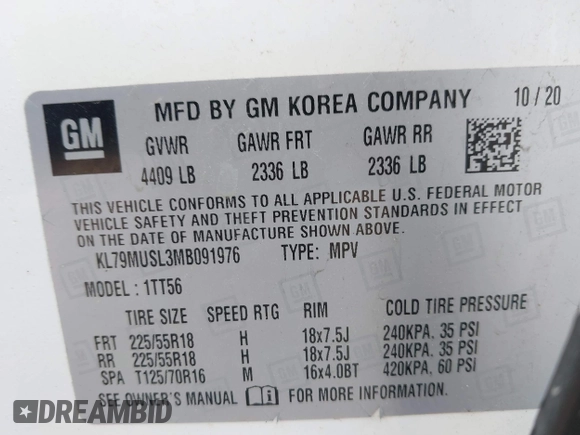 GM
MFD BY GM KOREA COMPANY 10/20
GVWR GAWR FRT GAWR RR
4409 LB 2336 LB 2336 LB
THIS VEHICLE CONFORMS TO ALL APPLICABLE U.S. FEDERAL MOTOR
VEHICLE SAFETY AND THEFT PREVENTION STANDARDS IN EFFECT
ON THE DATE OF MANUFACTURE SHOWN ABOVE.
KL79MUSL3MB091976 TYPE: MPV
MODEL: 1TT56
TIRE SIZE SPEED RTG RIM COLD TIRE PRESSURE
FRT 225/55R18 H 18x7.5J 240KPA. 35 PSI
RR 225/55R18 H 18x7.5J 240KPA. 35 PSI
SPA T125/70R16 M 16x4.0BT 420KPA. 60 PSI
SEE OWNER'S MANUAL FOR MORE INFORMATION.
DREAMBID